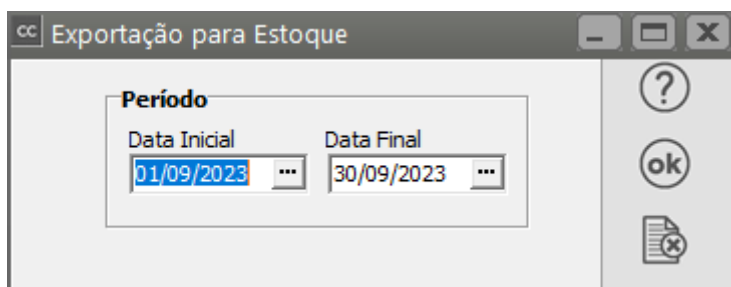 cc Exportação para Estoque
Período
Data Inicial Data Final
01/09/2023 ... 30/09/2023 ...
?
ok